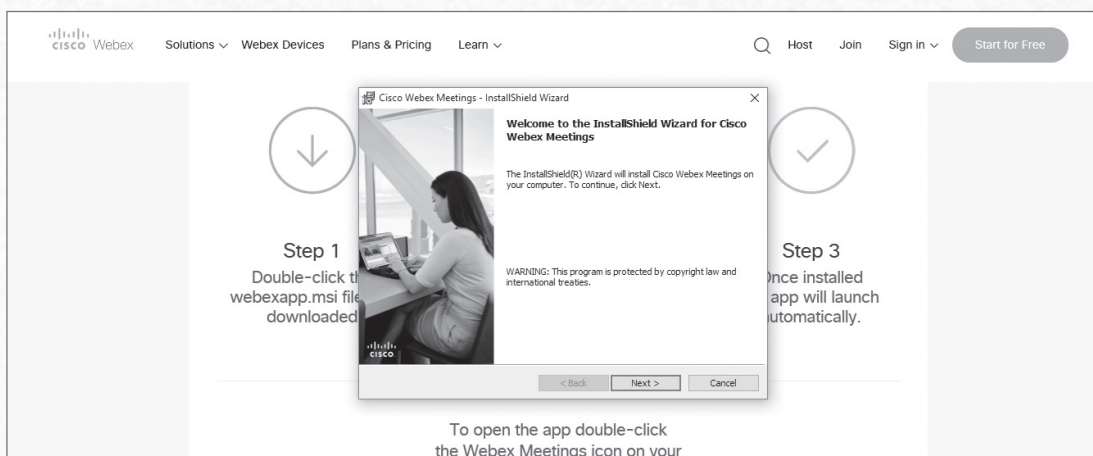 CISCO Webex
Solutions
Webex Devices
Plans & Pricing
Learn
Host
Join
Sign in
Start for Free
Cisco Webex Meetings - InstallShield Wizard
Welcome to the InstallShield Wizard for Cisco
Webex Meetings
The InstallShield(R) Wizard will install Cisco Webex Meetings on
your computer. To continue, click Next.
WARNING: This program is protected by copyright law and
international treaties.
CISCO
< Back
Next >
Cancel
Step 1
Double-click
webexapp.msi file
downloaded
Step 3
installed
app will launch
automatically.
To open the app double-click
the Webex Meetings icon on your